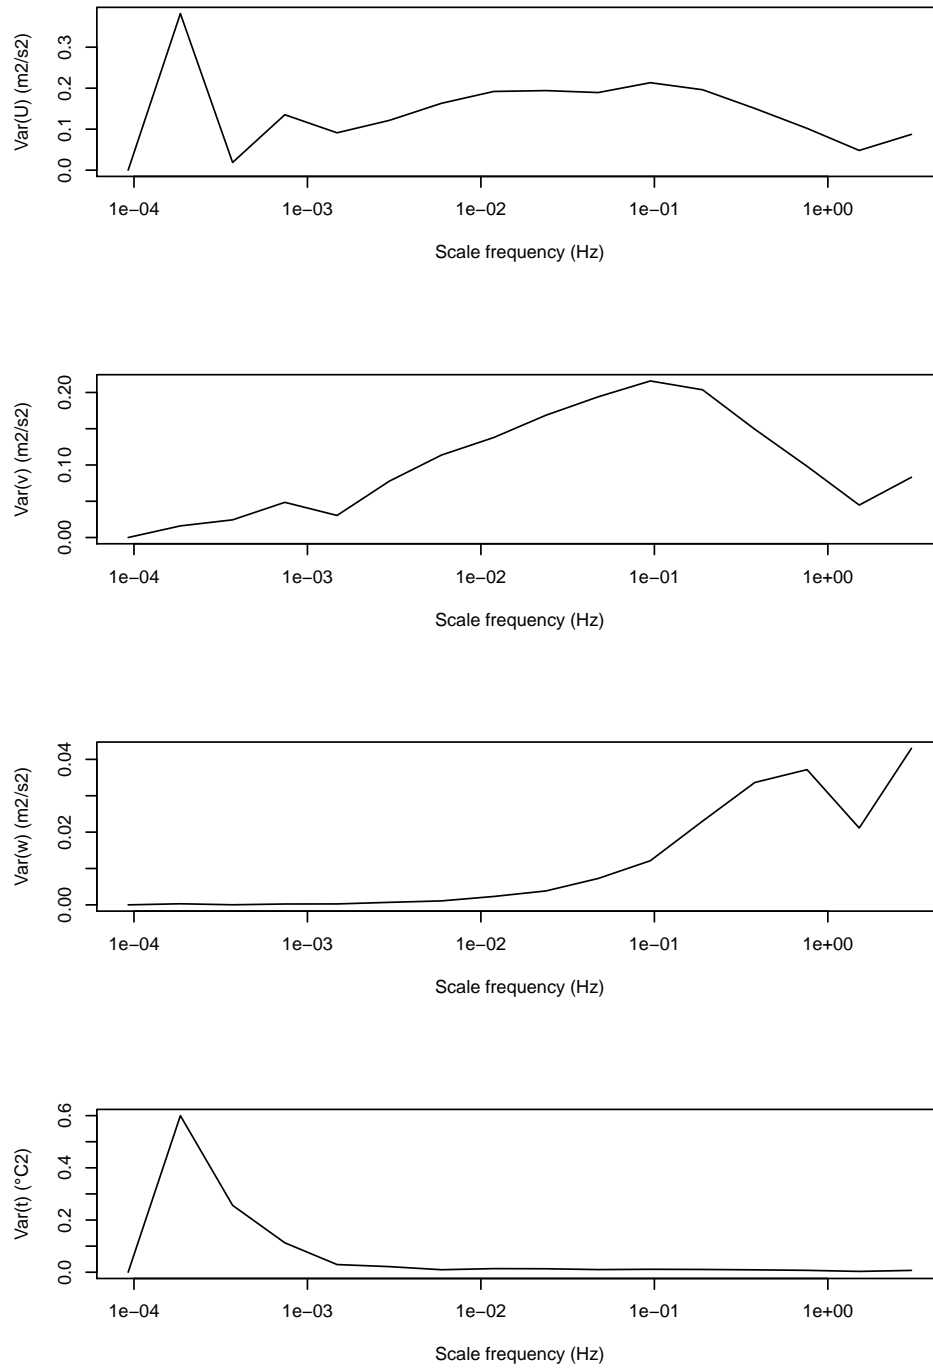 Var(U) (m2/s2)
0.0 0.1 0.2 0.3
1e−04 1e−03 1e−02 1e−01 1e+00
Scale frequency (Hz)
Var(v) (m2/s2)
0.00 0.10 0.20
1e−04 1e−03 1e−02 1e−01 1e+00
Scale frequency (Hz)
Var(w) (m2/s2)
0.00 0.02 0.04
1e−04 1e−03 1e−02 1e−01 1e+00
Scale frequency (Hz)
Var(t) (°C2)
0.0 0.2 0.4 0.6
1e−04 1e−03 1e−02 1e−01 1e+00
Scale frequency (Hz)